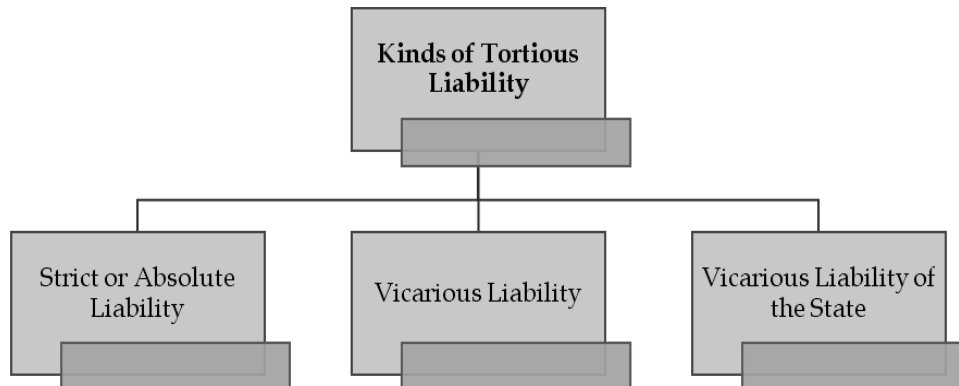 Kinds of Tortious
Liability
Strict or Absolute
Liability
Vicarious Liability
Vicarious Liability of
the State